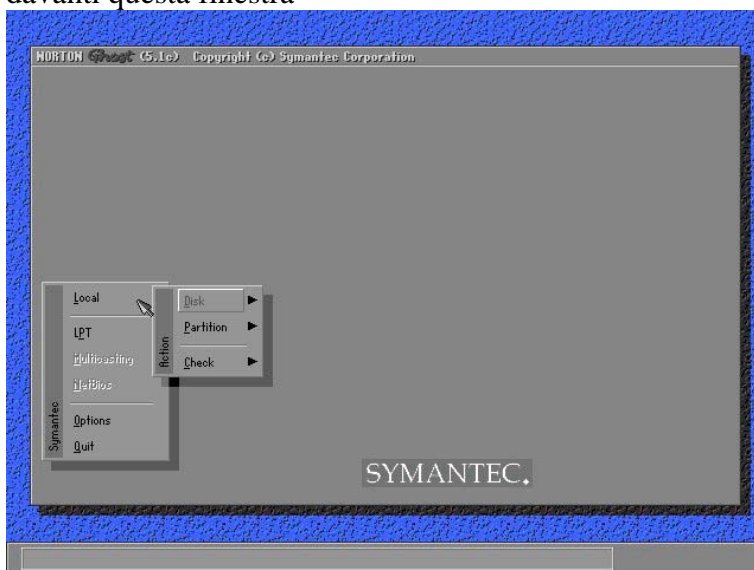 davanti questa finestra
NORTON Ghost (5.1c) Copyright (c) Symantec Corporation
Local
LPT
Multicasting
NetBios
Options
Quit
Symantec
Disk
Partition
Check
Action
SYMANTEC.